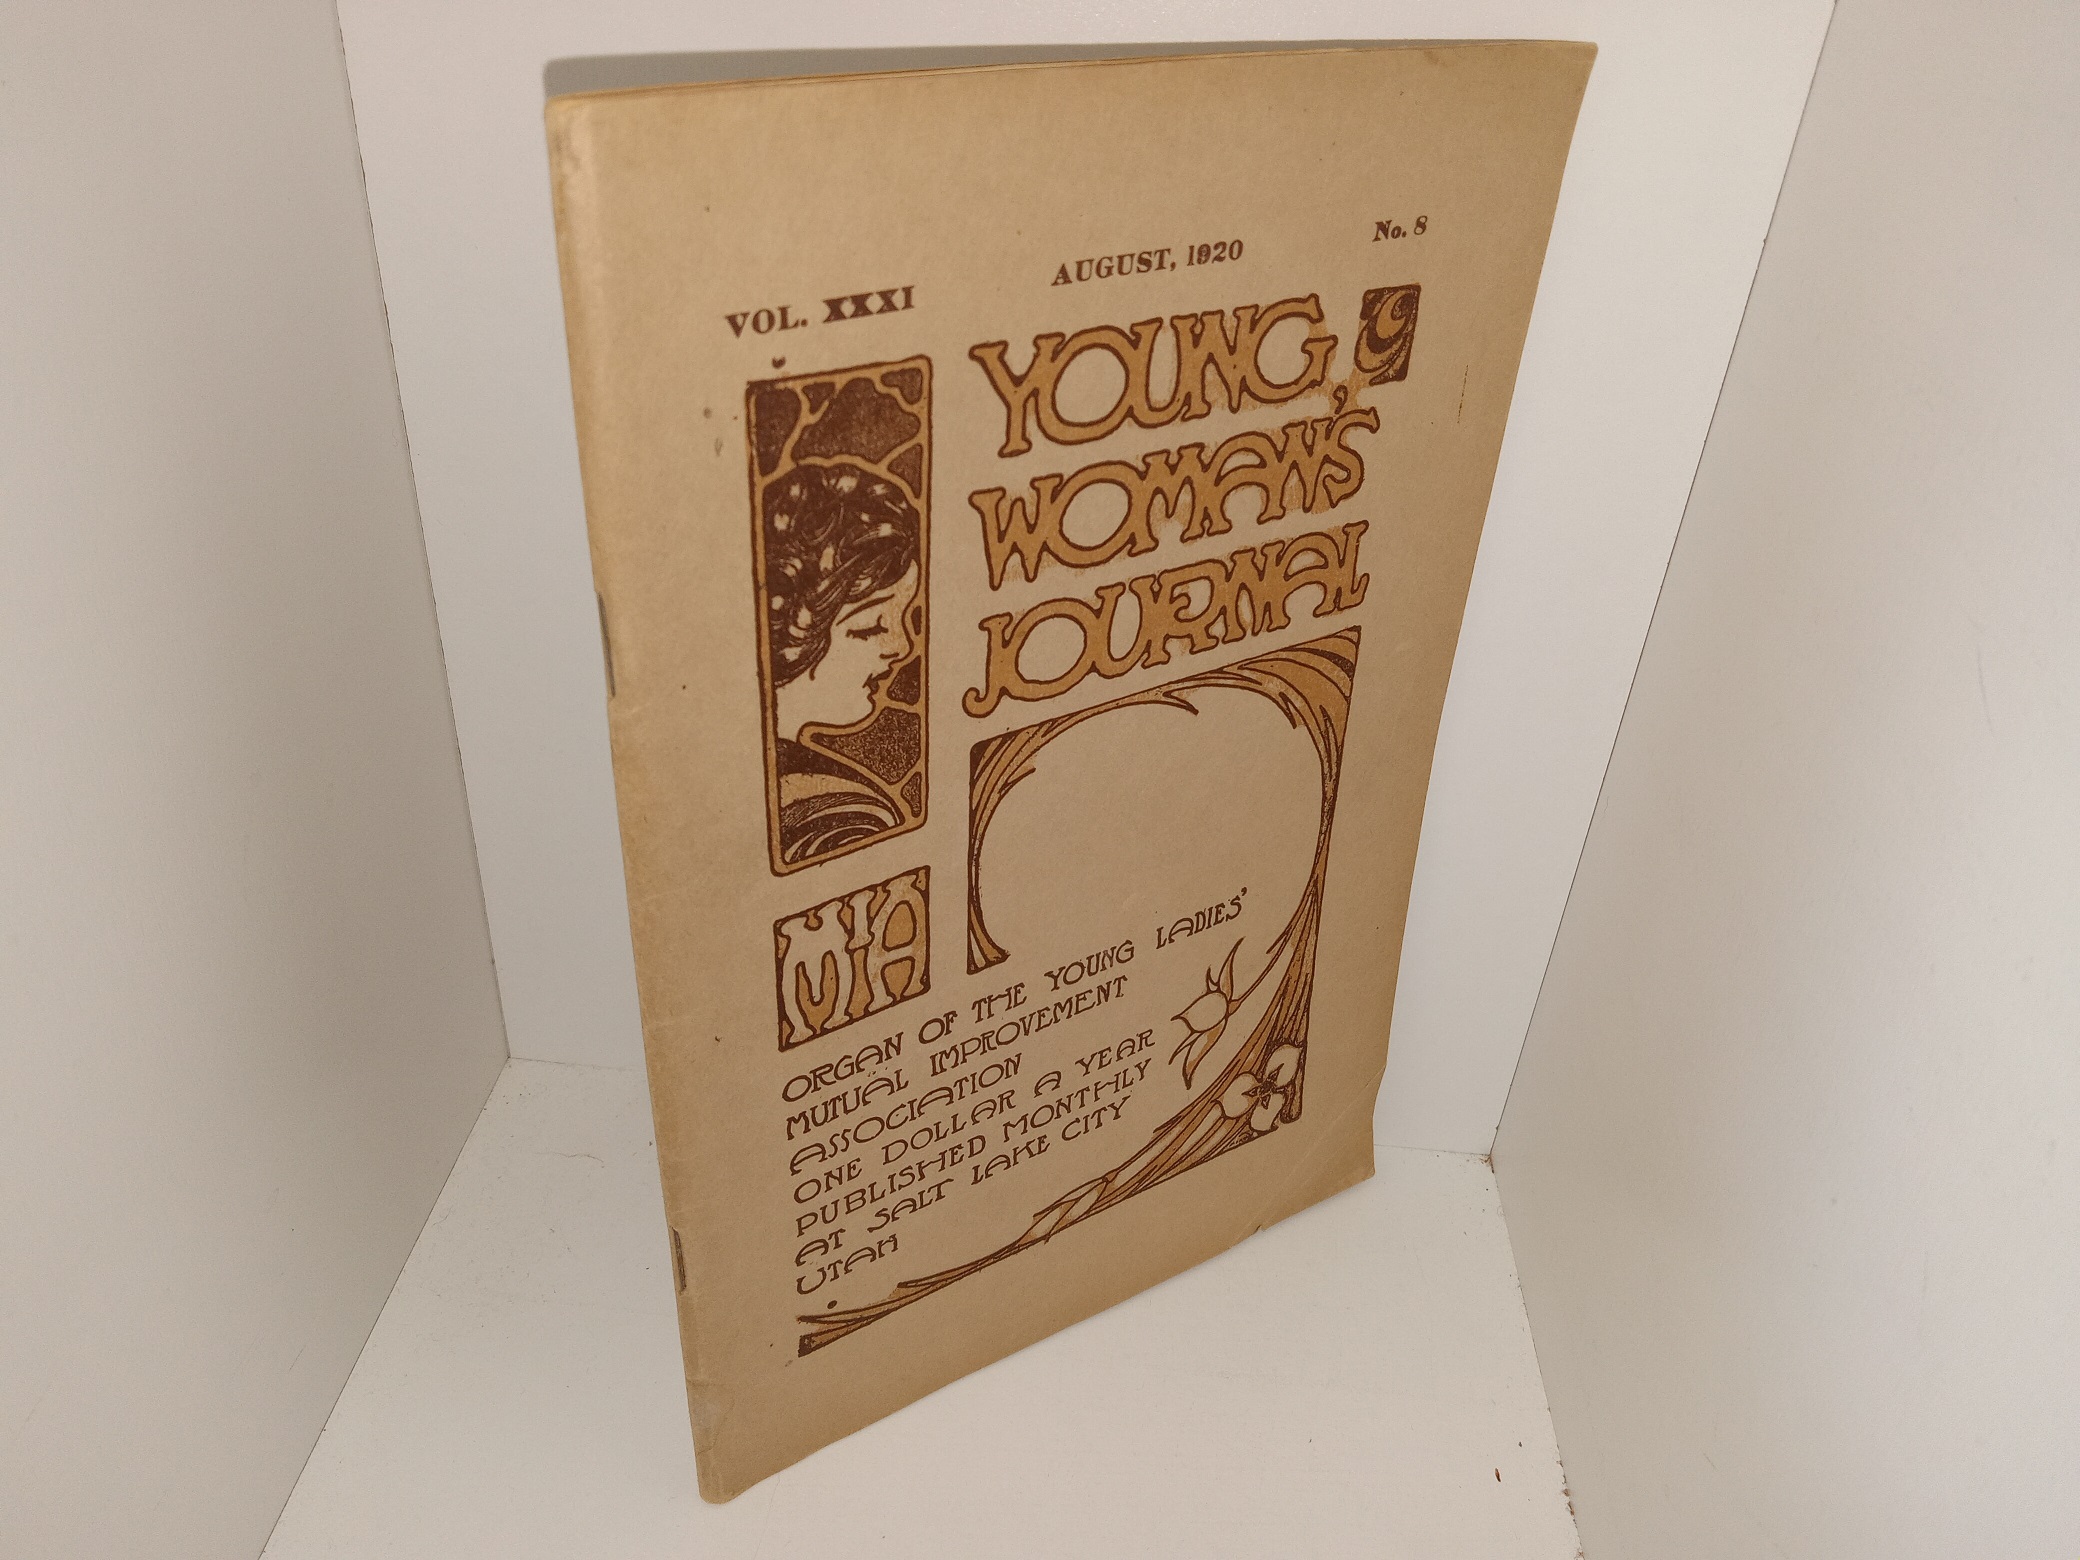 VOL. XXXI AUGUST, 1920 No. 8
YOUNG
WOMAN'S
JOURNAL
MIA
ORGAN OF THE YOUNG LADIES'
MUTUAL IMPROVEMENT
ASSOCIATION
ONE DOLLAR A YEAR
PUBLISHED MONTHLY
AT SALT LAKE CITY
UTAH